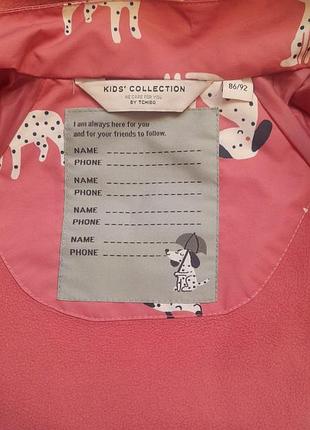 KIDS' COLLECTION
WE CARE FOR YOU
BY TCHIBO
86/92
I am always here for you
and for your friends to follow.
NAME
PHONE
NAME
PHONE
NAME
PHONE
NAME
PHONE